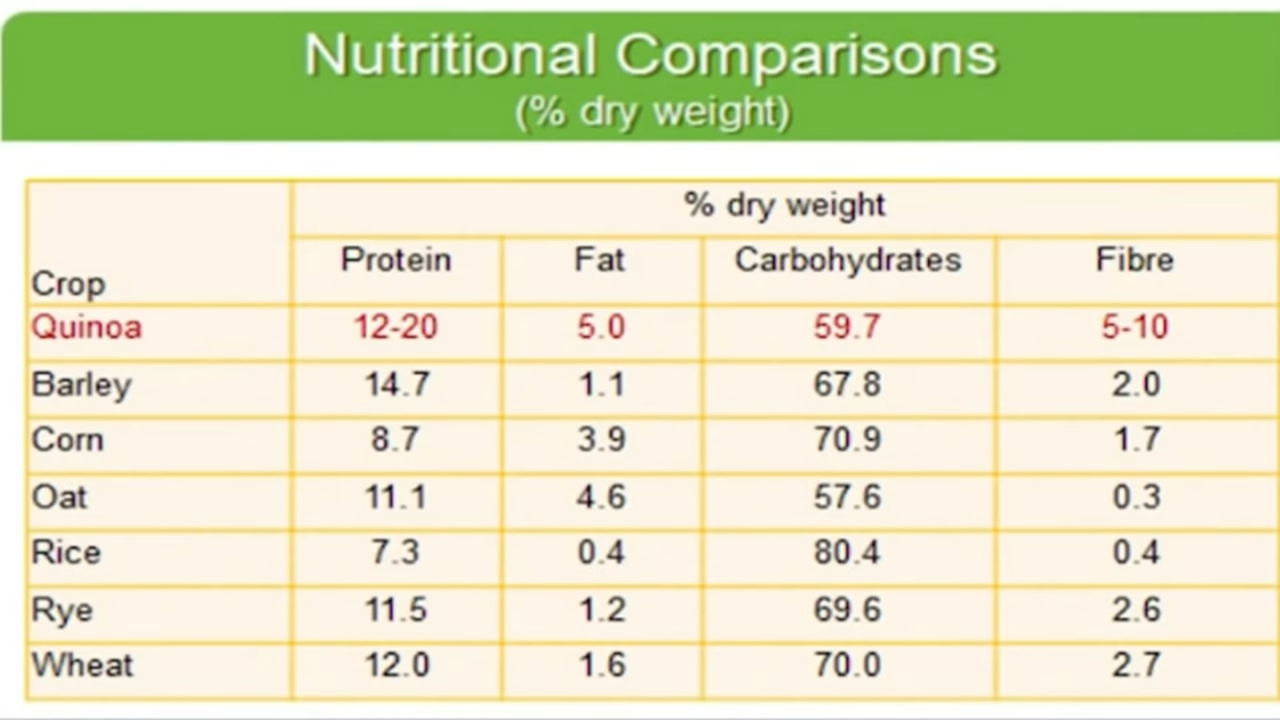 Nutritional Comparisons
(% dry weight)
% dry weight
Crop Protein Fat Carbohydrates Fibre
Quinoa 12-20 5.0 59.7 5-10
Barley 14.7 1.1 67.8 2.0
Corn 8.7 3.9 70.9 1.7
Oat 11.1 4.6 57.6 0.3
Rice 7.3 0.4 80.4 0.4
Rye 11.5 1.2 69.6 2.6
Wheat 12.0 1.6 70.0 2.7